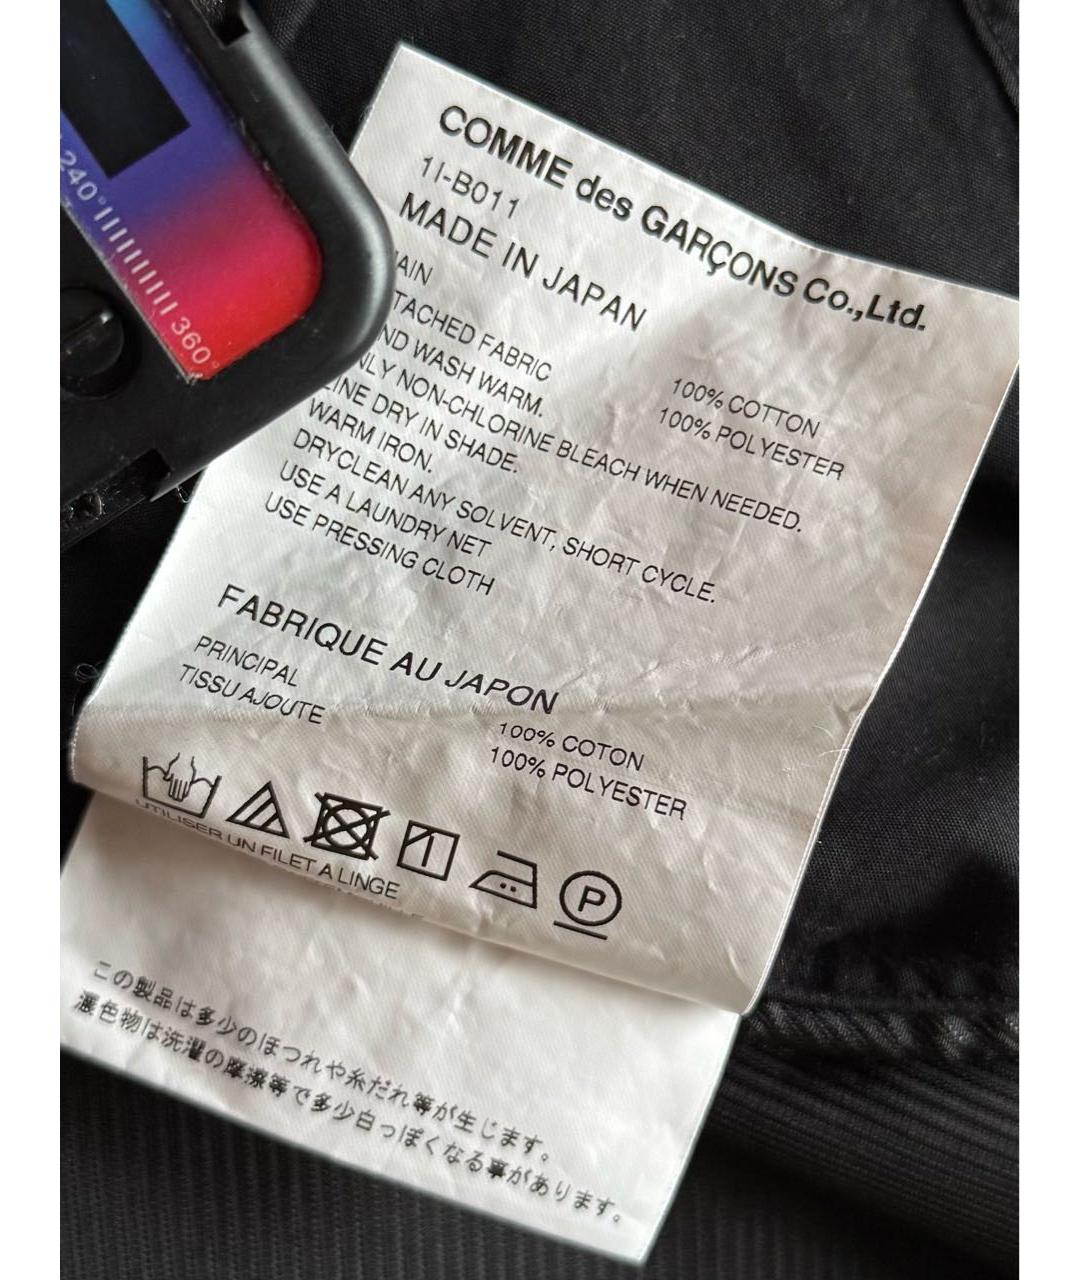 240°
360°
COMME des GARÇONS Co.,Ltd.
1I-B011
MADE IN JAPAN
AIN 100% COTTON
TACHED FABRIC 100% POLYESTER
ND WASH WARM.
NLY NON-CHLORINE BLEACH WHEN NEEDED.
LINE DRY IN SHADE.
WARM IRON.
DRYCLEAN ANY SOLVENT, SHORT CYCLE.
USE A LAUNDRY NET
USE PRESSING CLOTH
FABRIQUE AU JAPON
PRINCIPAL 100% COTON
TISSU AJOUTE 100% POLYESTER
P
UTILISER UN FILET A LINGE
この製品は多少のほつれや糸だれ等が生じます。
濃色物は洗濯の摩擦等で多少白っぽくなる事があります。